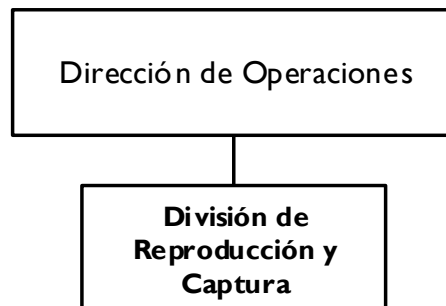 Dirección de Operaciones
División de
Reproducción y
Captura